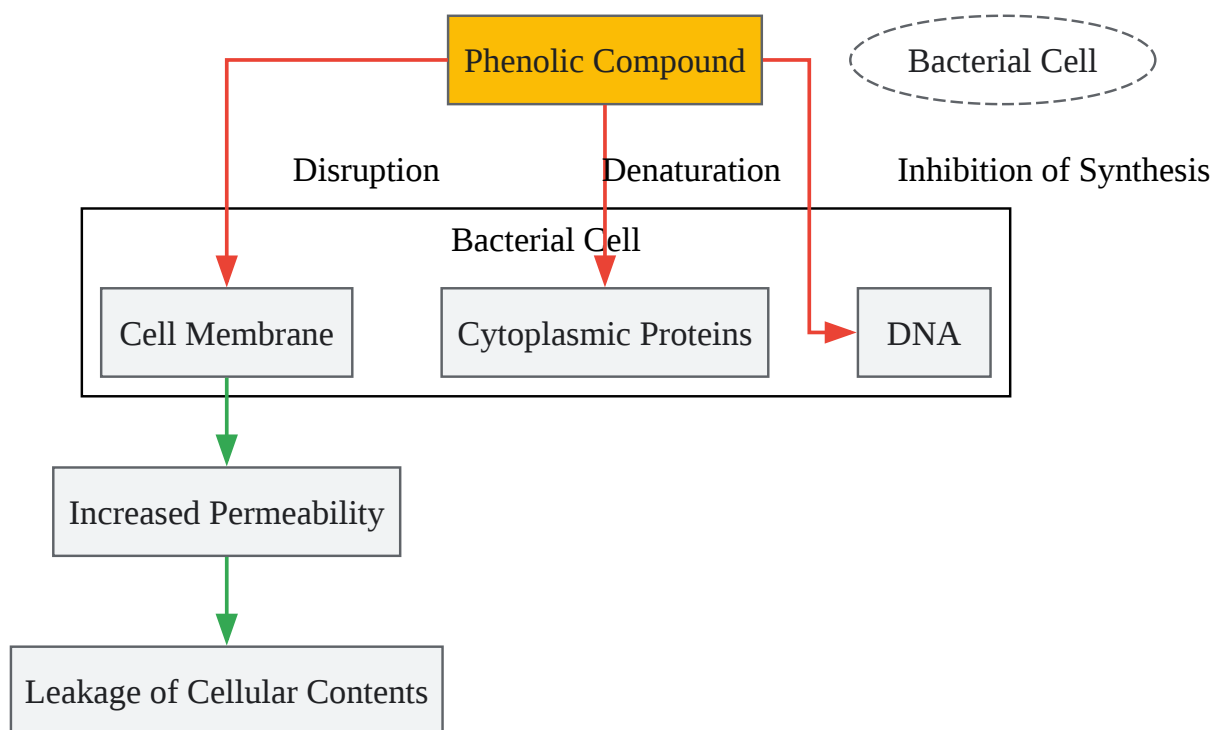 Phenolic Compound
Bacterial Cell
Disruption
Denaturation
Inhibition of Synthesis
Bacterial Cell
Cell Membrane
Cytoplasmic Proteins
DNA
Increased Permeability
Leakage of Cellular Contents